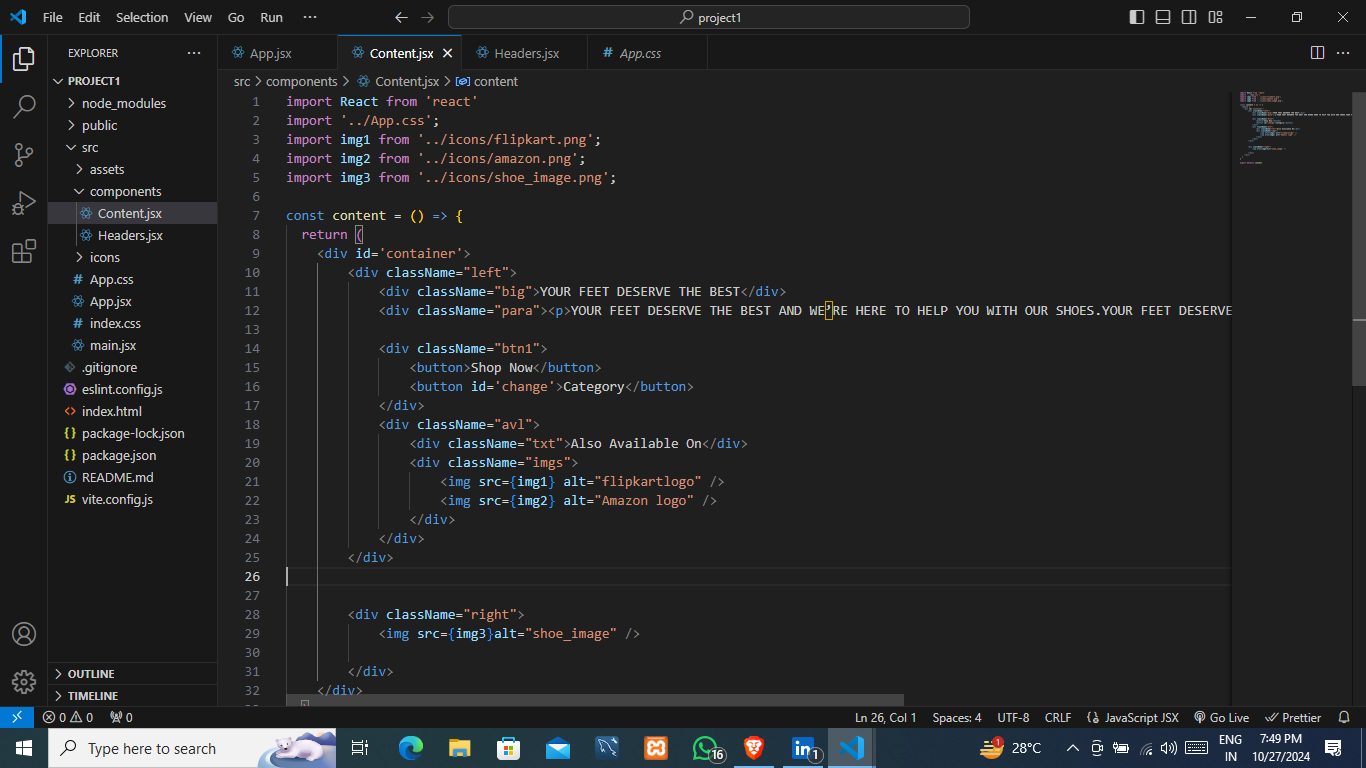 File Edit Selection View Go Run ··· project1
EXPLORER ···
App.jsx Content.jsx Headers.jsx # App.css ···
PROJECT1
src > components > Content.jsx > content
node_modules
public
src
assets
components
Content.jsx
Headers.jsx
icons
# App.css
App.jsx
# index.css
main.jsx
.gitignore
eslint.config.js
<> index.html
{} package-lock.json
{} package.json
README.md
JS vite.config.js
OUTLINE
TIMELINE
1 import React from 'react'
2 import '../App.css';
3 import img1 from '../icons/flipkart.png';
4 import img2 from '../icons/amazon.png';
5 import img3 from '../icons/shoe_image.png';
6
7 const content = () => {
8 return (
9 <div id='container'>
10 <div className="left">
11 <div className="big">YOUR FEET DESERVE THE BEST</div>
12 <div className="para"><p>YOUR FEET DESERVE THE BEST AND WE’RE HERE TO HELP YOU WITH OUR SHOES.YOUR FEET DESERVE
13
14 <div className="btn1">
15 <button>Shop Now</button>
16 <button id='change'>Category</button>
17 </div>
18 <div className="avl">
19 <div className="txt">Also Available On</div>
20 <div className="imgs">
21 <img src={img1} alt="flipkartlogo" />
22 <img src={img2} alt="Amazon logo" />
23 </div>
24 </div>
25 </div>
26
27
28 <div className="right">
29 <img src={img3}alt="shoe_image" />
30
31 </div>
32 </div>
0 0 0 Ln 26, Col 1 Spaces: 4 UTF-8 CRLF {} JavaScript JSX Go Live Prettier
Type here to search 16 1 1 28°C ENG IN 7:49 PM 10/27/2024